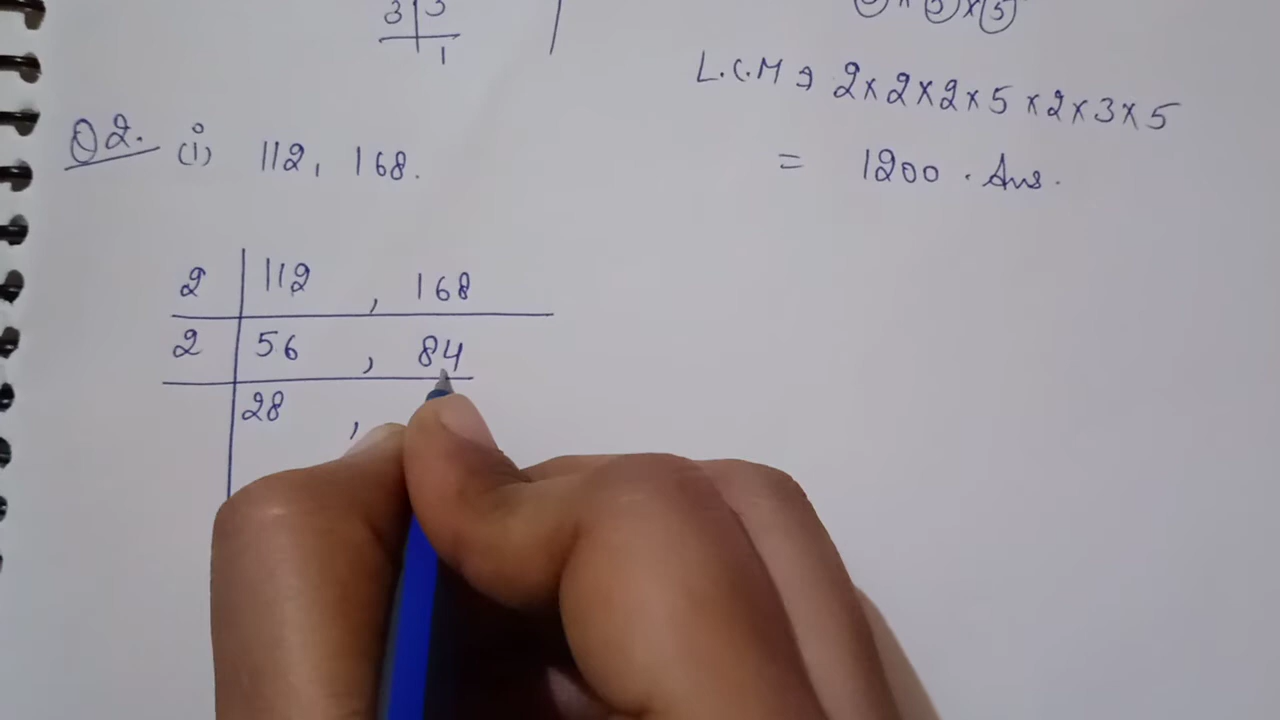 3 | 3
1
L.C.M ⇒ 2×2×2×5×2×3×5
= 1200. Ans.
Q2. (i) 112, 168.
2 | 112, 168
2 | 56, 84
28,